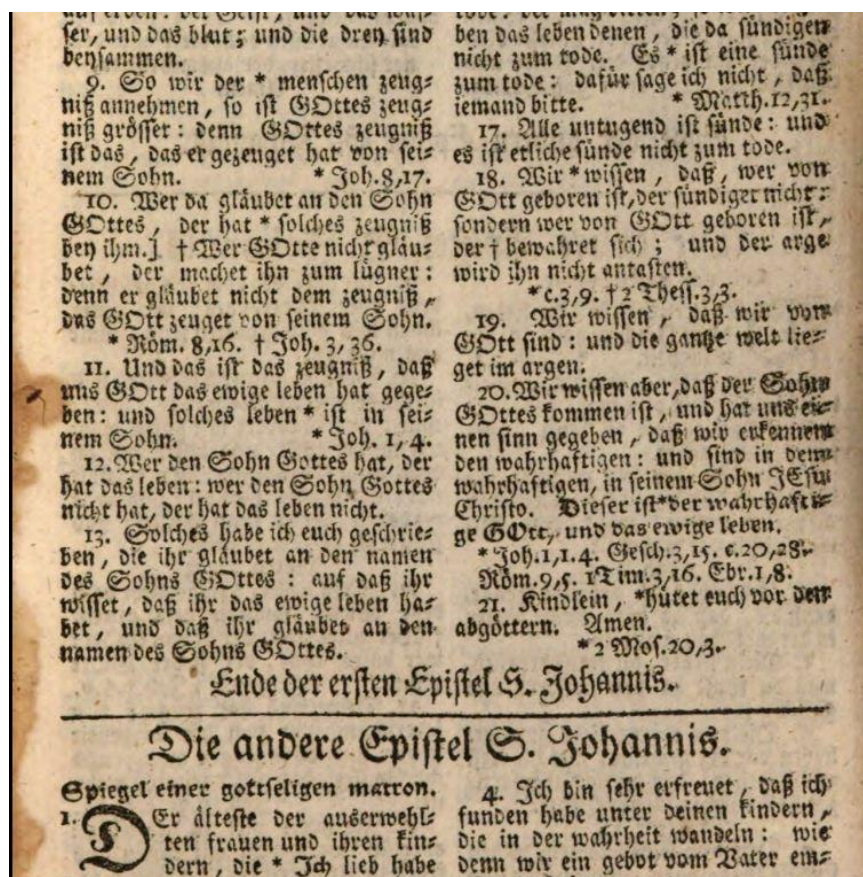 auf erden: der Geist, und das was⸗
ser, und das blut; und die drey sind
beysammen.
9. So wir der * menschen zeug⸗
niß annehmen, so ist GOttes zeug⸗
niß grösser: denn GOttes zeugniß
ist das, das er gezeuget hat von sei⸗
nem Sohn. * Joh.8,17.
10. Wer da gläubet an den Sohn
GOttes, der hat * solches zeugniß
bey ihm.] † Wer GOtte nicht gläu⸗
bet, der machet ihn zum lügner:
denn er gläubet nicht dem zeugniß,
das GOtt zeuget von seinem Sohn.
* Röm. 8,16. † Joh. 3, 36.
11. Und das ist das zeugniß, daß
uns GOtt das ewige leben hat gege⸗
ben: und solches leben * ist in sei⸗
nem Sohn. * Joh. 1, 4.
12. Wer den Sohn Gottes hat, der
hat das leben: wer den Sohn Gottes
nicht hat, der hat das leben nicht.
13. Solches habe ich euch geschrie⸗
ben, die ihr gläubet an den namen
des Sohns GOttes: auf daß ihr
wisset, daß ihr das ewige leben ha⸗
bet, und daß ihr gläubet an den
namen des Sohns GOttes.
ben das leben denen, die da sündigen
nicht zum tode. Es * ist eine sünde
zum tode: dafür sage ich nicht, daß
iemand bitte. * Matth.12,31.
17. Alle untugend ist sünde: und
es ist etliche sünde nicht zum tode.
18. Wir * wissen, daß, wer von
GOtt geboren ist, der sündiget nicht:
sondern wer von GOtt geboren ist,
der † bewahret sich; und der arge
wird ihn nicht antasten.
* c.3,9. † 2 Thess.3,3.
19. Wir wissen, daß wir von
GOtt sind: und die gantze welt lie⸗
get im argen.
20. Wir wissen aber, daß der Sohn
GOttes kommen ist, und hat uns ei⸗
nen sinn gegeben, daß wir erkennen
den wahrhaftigen: und sind in dem
wahrhaftigen, in seinem Sohn JEsu
Christo. Dieser ist * der wahrhafti⸗
ge GOtt, und das ewige leben.
* Joh.1,1.4. Gesch.3,15. c.20,28.
Röm.9,5. 1 Tim.3,16. Ebr.1,8.
21. Kindlein, * hütet euch vor den
abgöttern. Amen.
* 2 Mos.20,3.
Ende der ersten Epistel S. Johannis.
Die andere Epistel S. Johannis.
Spiegel einer gottseligen matron.
1. DEr älteste der auserwehl⸗
ten frauen und ihren kin⸗
dern, die * Ich lieb habe
4. Ich bin sehr erfreuet, daß ich
funden habe unter deinen kindern,
die in der wahrheit wandeln: wie
denn wir ein gebot vom Vater em⸗